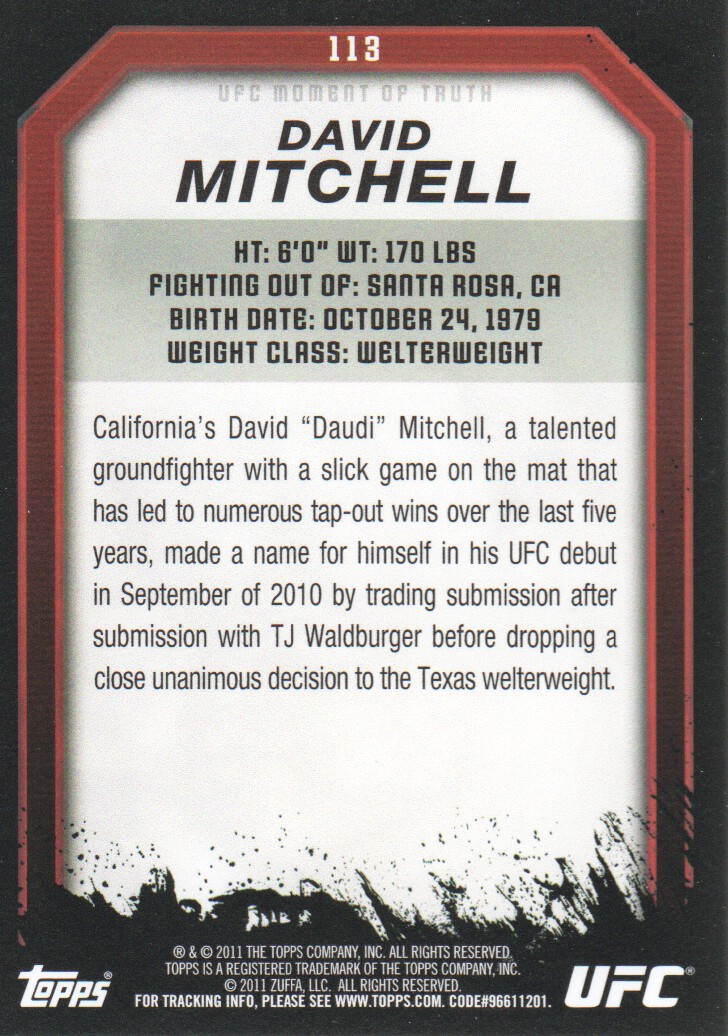 113
UFC MOMENT OF TRUTH
DAVID
MITCHELL
HT: 6'0" WT: 170 LBS
FIGHTING OUT OF: SANTA ROSA, CA
BIRTH DATE: OCTOBER 24, 1979
WEIGHT CLASS: WELTERWEIGHT
California's David “Daudi” Mitchell, a talented
groundfighter with a slick game on the mat that
has led to numerous tap-out wins over the last five
years, made a name for himself in his UFC debut
in September of 2010 by trading submission after
submission with TJ Waldburger before dropping a
close unanimous decision to the Texas welterweight.
® & © 2011 THE TOPPS COMPANY, INC. ALL RIGHTS RESERVED.
TOPPS IS A REGISTERED TRADEMARK OF THE TOPPS COMPANY, INC.
© 2011 ZUFFA, LLC. ALL RIGHTS RESERVED.
FOR TRACKING INFO, PLEASE SEE WWW.TOPPS.COM. CODE#96611201.
TOPPS®
UFC®